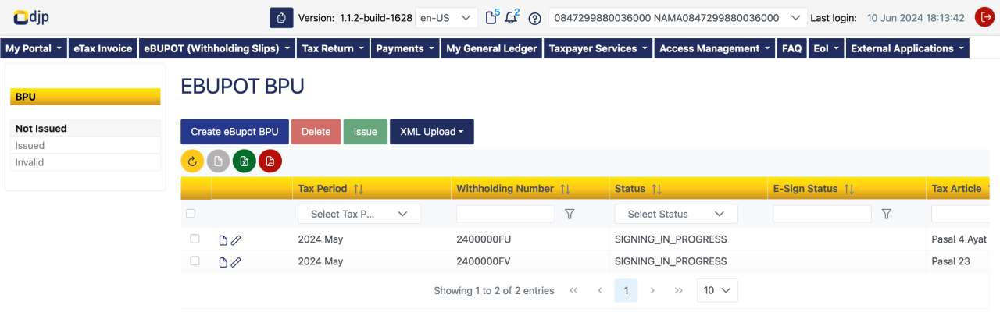 djp
Version: 1.1.2-build-1628 en-US 5 2 0847299880036000 NAMA0847299880036000 Last login: 10 Jun 2024 18:13:42
My Portal eTax Invoice eBUPOT (Withholding Slips) Tax Return Payments My General Ledger Taxpayer Services Access Management FAQ EoI External Applications
BPU
Not Issued
Issued
Invalid
EBUPOT BPU
Create eBupot BPU Delete Issue XML Upload
Tax Period Withholding Number Status E-Sign Status Tax Article
Select Tax P... Select Status
2024 May 2400000FU SIGNING_IN_PROGRESS Pasal 4 Ayat
2024 May 2400000FV SIGNING_IN_PROGRESS Pasal 23
Showing 1 to 2 of 2 entries << < 1 > >> 10